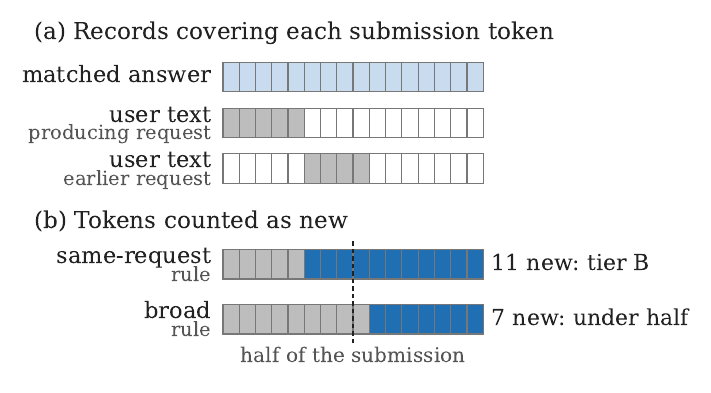 (a) Records covering each submission token
matched answer
user text
producing request
user text
earlier request
(b) Tokens counted as new
same-request
rule
11 new: tier B
broad
rule
7 new: under half
half of the submission